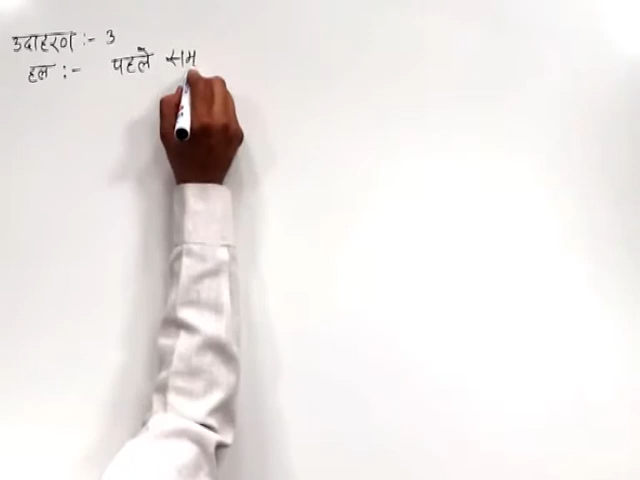 उदाहरण :- 3
हल :- पहले सम